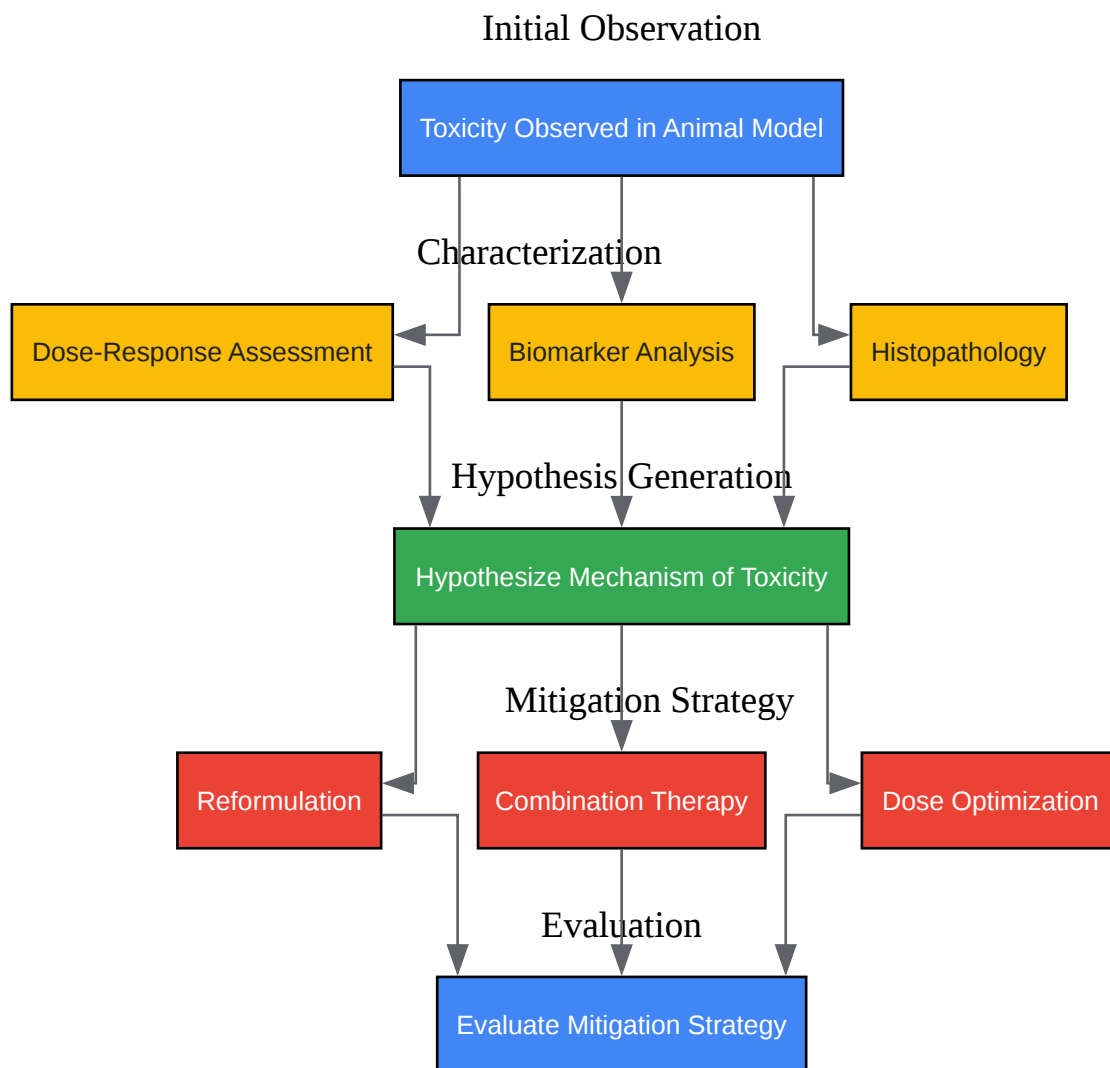 Initial Observation
Toxicity Observed in Animal Model
Characterization
Dose-Response Assessment
Biomarker Analysis
Histopathology
Hypothesis Generation
Hypothesize Mechanism of Toxicity
Mitigation Strategy
Reformulation
Combination Therapy
Dose Optimization
Evaluation
Evaluate Mitigation Strategy